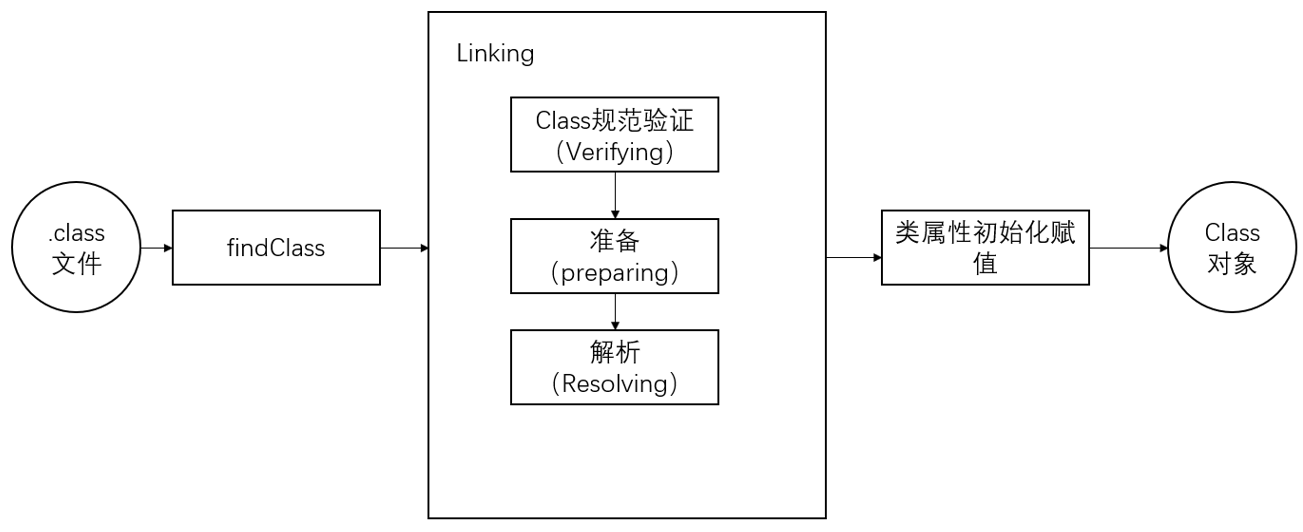 .class
文件
findClass
Linking
Class规范验证
（Verifying）
准备
（preparing）
解析
（Resolving）
类属性初始化赋
值
Class
对象